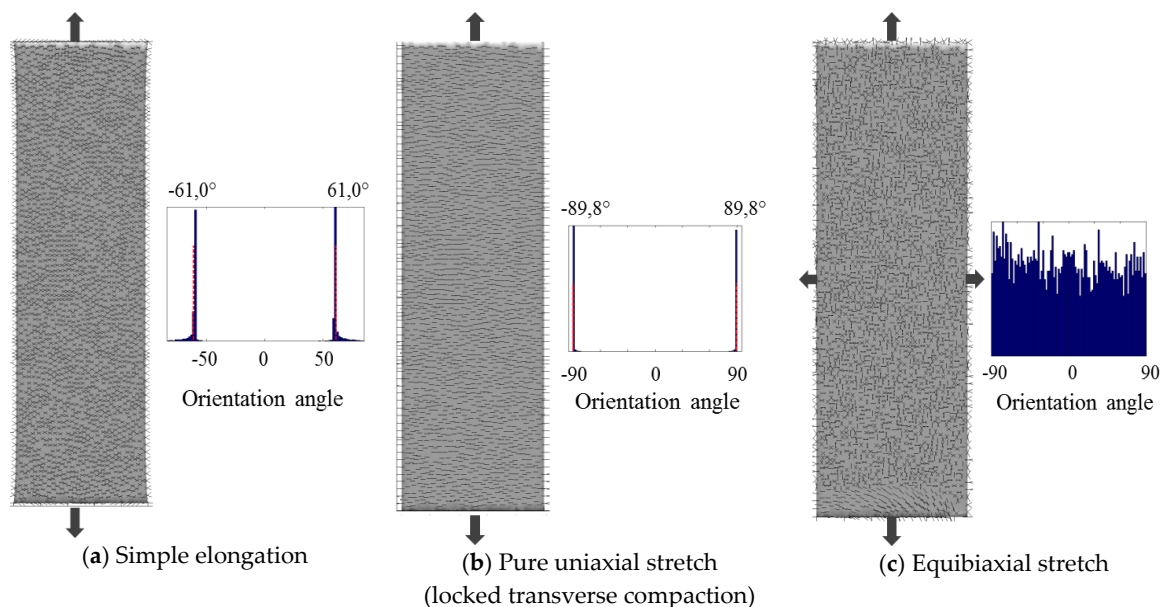 -61,0° 61,0°
-50 0 50
Orientation angle
(a) Simple elongation
-89,8° 89,8°
-90 0 90
Orientation angle
(b) Pure uniaxial stretch
(locked transverse compaction)
-90 0 90
Orientation angle
(c) Equibiaxial stretch